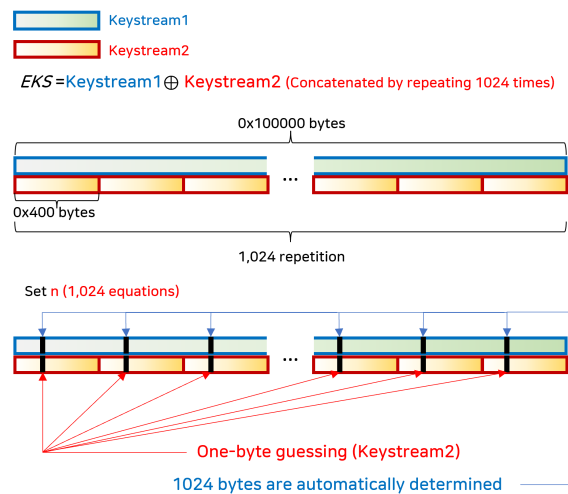 Keystream1
Keystream2
EKS =Keystream1⊕ Keystream2 (Concatenated by repeating 1024 times)
0x100000 bytes
...
0x400 bytes
1,024 repetition
Set n (1,024 equations)
...
One-byte guessing (Keystream2)
1024 bytes are automatically determined